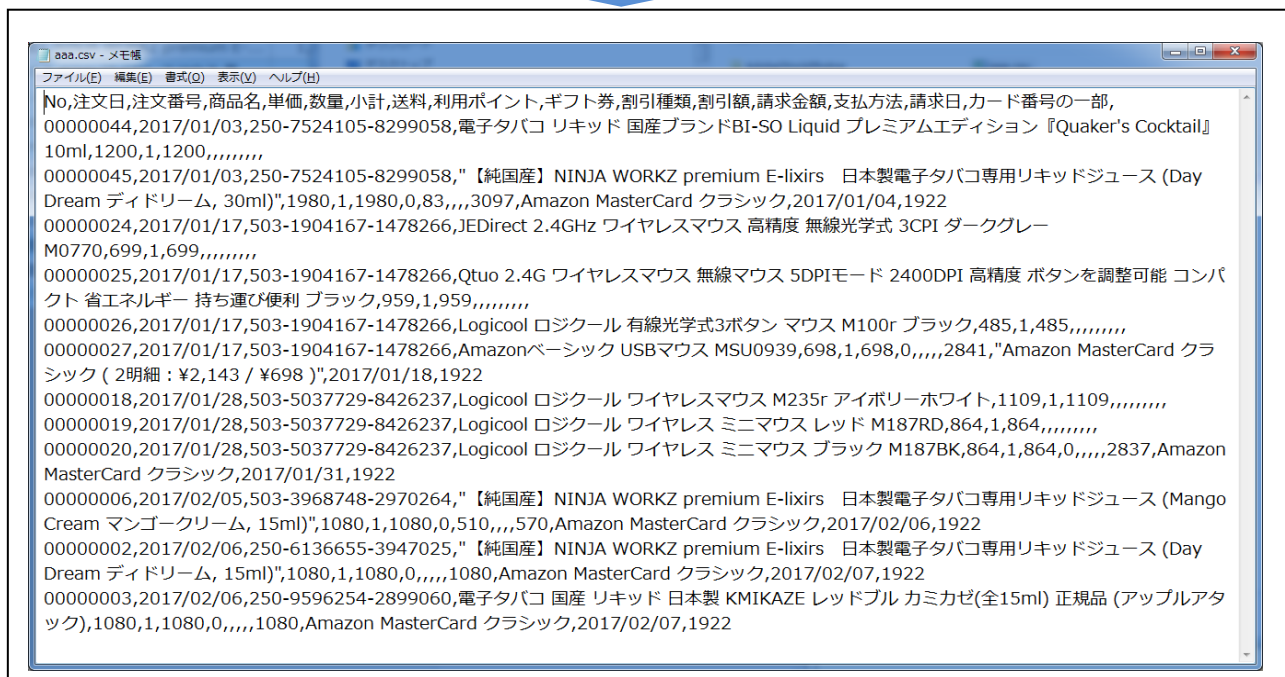 aaa.csv - メモ帳
ファイル(F) 編集(E) 書式(O) 表示(V) ヘルプ(H)
No,注文日,注文番号,商品名,単価,数量,小計,送料,利用ポイント,ギフト券,割引種類,割引額,請求金額,支払方法,請求日,カード番号の一部,
00000044,2017/01/03,250-7524105-8299058,電子タバコ リキッド 国産ブランドBI-SO Liquid プレミアムエディション『Quaker's Cocktail』
10ml,1200,1,1200,,,,,,,,,
00000045,2017/01/03,250-7524105-8299058,"【純国産】NINJA WORKZ premium E-lixirs　日本製電子タバコ専用リキッドジュース (Day
Dream ディドリーム, 30ml)",1980,1,1980,0,83,,,,3097,Amazon MasterCard クラシック,2017/01/04,1922
00000024,2017/01/17,503-1904167-1478266,JEDirect 2.4GHz ワイヤレスマウス 高精度 無線光学式 3CPI ダークグレー
M0770,699,1,699,,,,,,,,,
00000025,2017/01/17,503-1904167-1478266,Qtuo 2.4G ワイヤレスマウス 無線マウス 5DPIモード 2400DPI 高精度 ボタンを調整可能 コンパ
クト 省エネルギー 持ち運び便利 ブラック,959,1,959,,,,,,,,,
00000026,2017/01/17,503-1904167-1478266,Logicool ロジクール 有線光学式3ボタン マウス M100r ブラック,485,1,485,,,,,,,,,
00000027,2017/01/17,503-1904167-1478266,Amazonベーシック USBマウス MSU0939,698,1,698,0,,,,,2841,"Amazon MasterCard クラ
シック ( 2明細：¥2,143 / ¥698 )",2017/01/18,1922
00000018,2017/01/28,503-5037729-8426237,Logicool ロジクール ワイヤレスマウス M235r アイボリーホワイト,1109,1,1109,,,,,,,,,
00000019,2017/01/28,503-5037729-8426237,Logicool ロジクール ワイヤレス ミニマウス レッド M187RD,864,1,864,,,,,,,,,
00000020,2017/01/28,503-5037729-8426237,Logicool ロジクール ワイヤレス ミニマウス ブラック M187BK,864,1,864,0,,,,,2837,Amazon
MasterCard クラシック,2017/01/31,1922
00000006,2017/02/05,503-3968748-2970264,"【純国産】NINJA WORKZ premium E-lixirs　日本製電子タバコ専用リキッドジュース (Mango
Cream マンゴークリーム, 15ml)",1080,1,1080,0,510,,,,570,Amazon MasterCard クラシック,2017/02/06,1922
00000002,2017/02/06,250-6136655-3947025,"【純国産】NINJA WORKZ premium E-lixirs　日本製電子タバコ専用リキッドジュース (Day
Dream ディドリーム, 15ml)",1080,1,1080,0,,,,,1080,Amazon MasterCard クラシック,2017/02/07,1922
00000003,2017/02/06,250-9596254-2899060,電子タバコ 国産 リキッド 日本製 KMIKAZE レッドブル カミカゼ(全15ml) 正規品 (アップルアタ
ック),1080,1,1080,0,,,,,1080,Amazon MasterCard クラシック,2017/02/07,1922